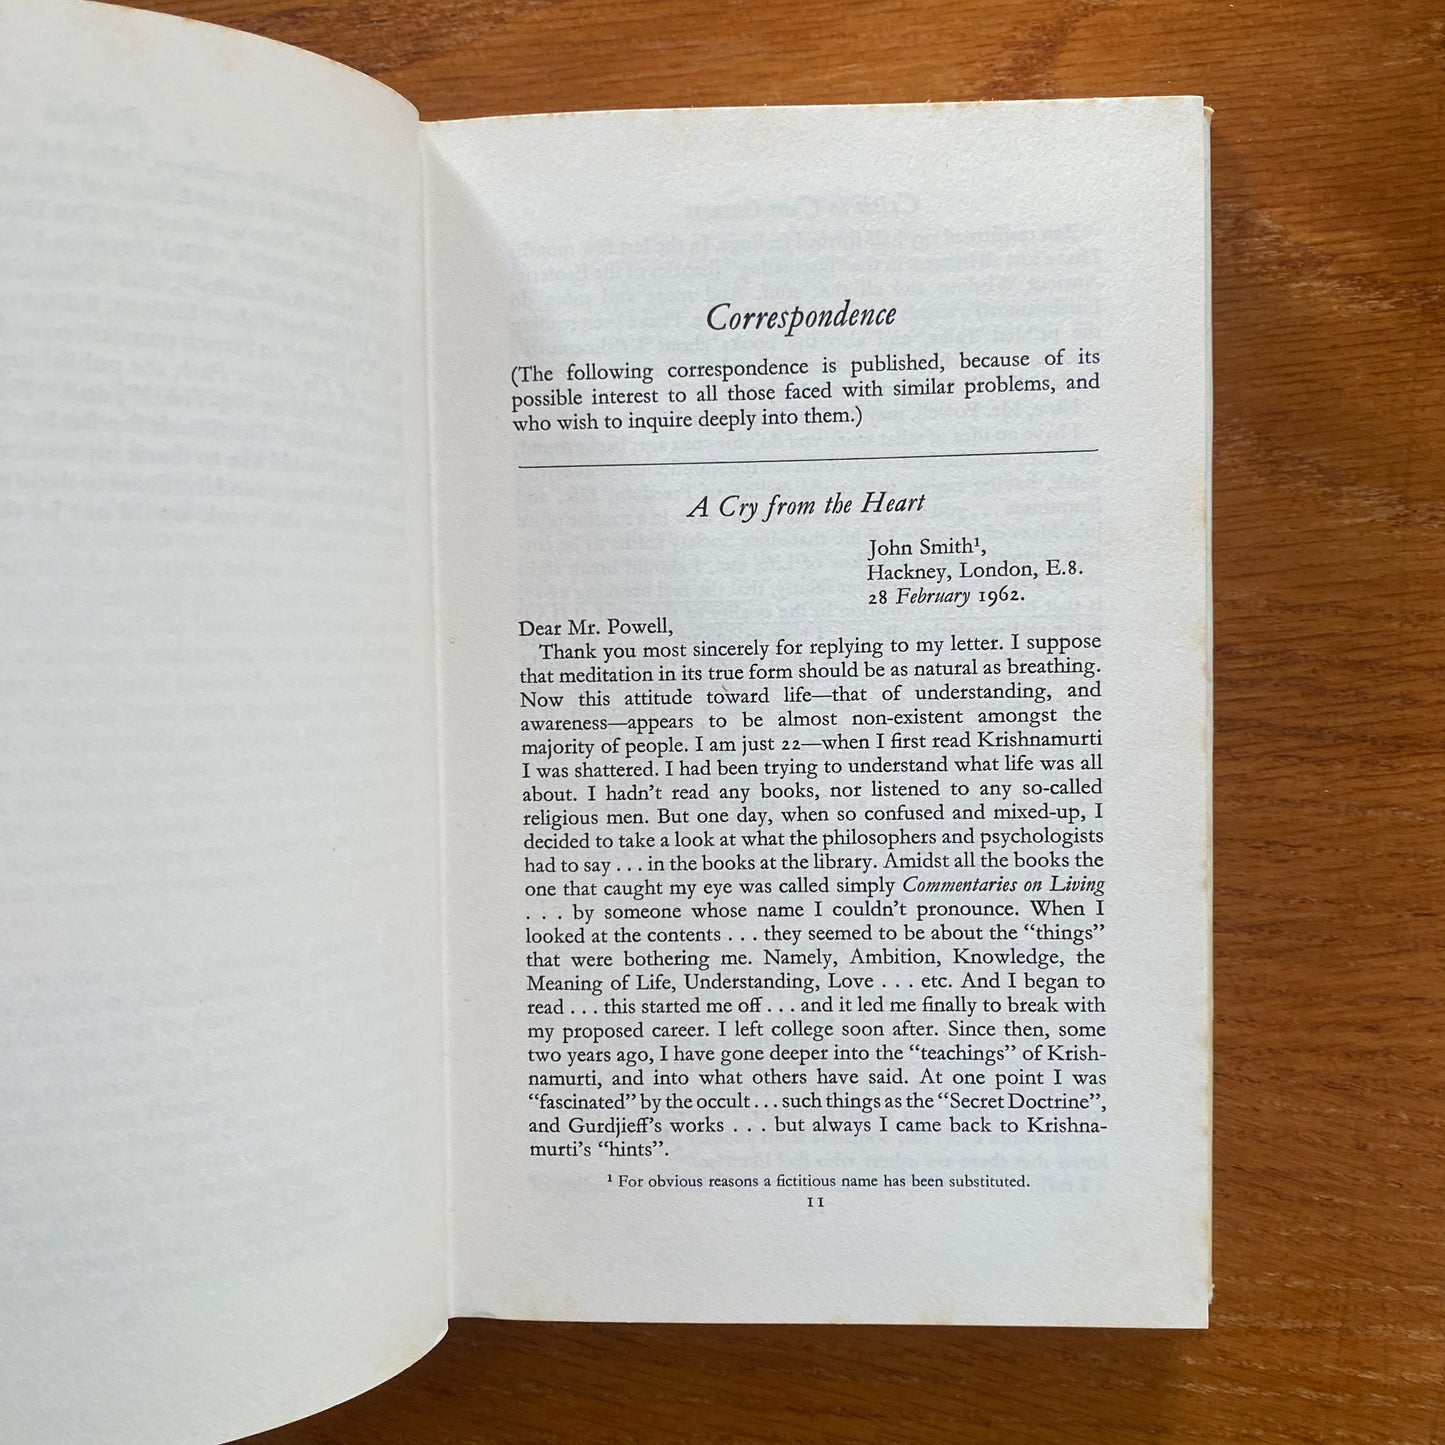 Correspondence
(The following correspondence is published, because of its
possible interest to all those faced with similar problems, and
who wish to inquire deeply into them.)
A Cry from the Heart
John Smith¹,
Hackney, London, E.8.
28 February 1962.
Dear Mr. Powell,
Thank you most sincerely for replying to my letter. I suppose
that meditation in its true form should be as natural as breathing.
Now this attitude toward life—that of understanding, and
awareness—appears to be almost non-existent amongst the
majority of people. I am just 22—when I first read Krishnamurti
I was shattered. I had been trying to understand what life was all
about. I hadn't read any books, nor listened to any so-called
religious men. But one day, when so confused and mixed-up, I
decided to take a look at what the philosophers and psychologists
had to say . . . in the books at the library. Amidst all the books the
one that caught my eye was called simply Commentaries on Living
. . . by someone whose name I couldn't pronounce. When I
looked at the contents . . . they seemed to be about the “things”
that were bothering me. Namely, Ambition, Knowledge, the
Meaning of Life, Understanding, Love . . . etc. And I began to
read . . . this started me off . . . and it led me finally to break with
my proposed career. I left college soon after. Since then, some
two years ago, I have gone deeper into the “teachings” of Krish-
namurti, and into what others have said. At one point I was
“fascinated” by the occult . . . such things as the “Secret Doctrine”,
and Gurdjieff's works . . . but always I came back to Krishna-
murti's “hints”.
¹ For obvious reasons a fictitious name has been substituted.
11